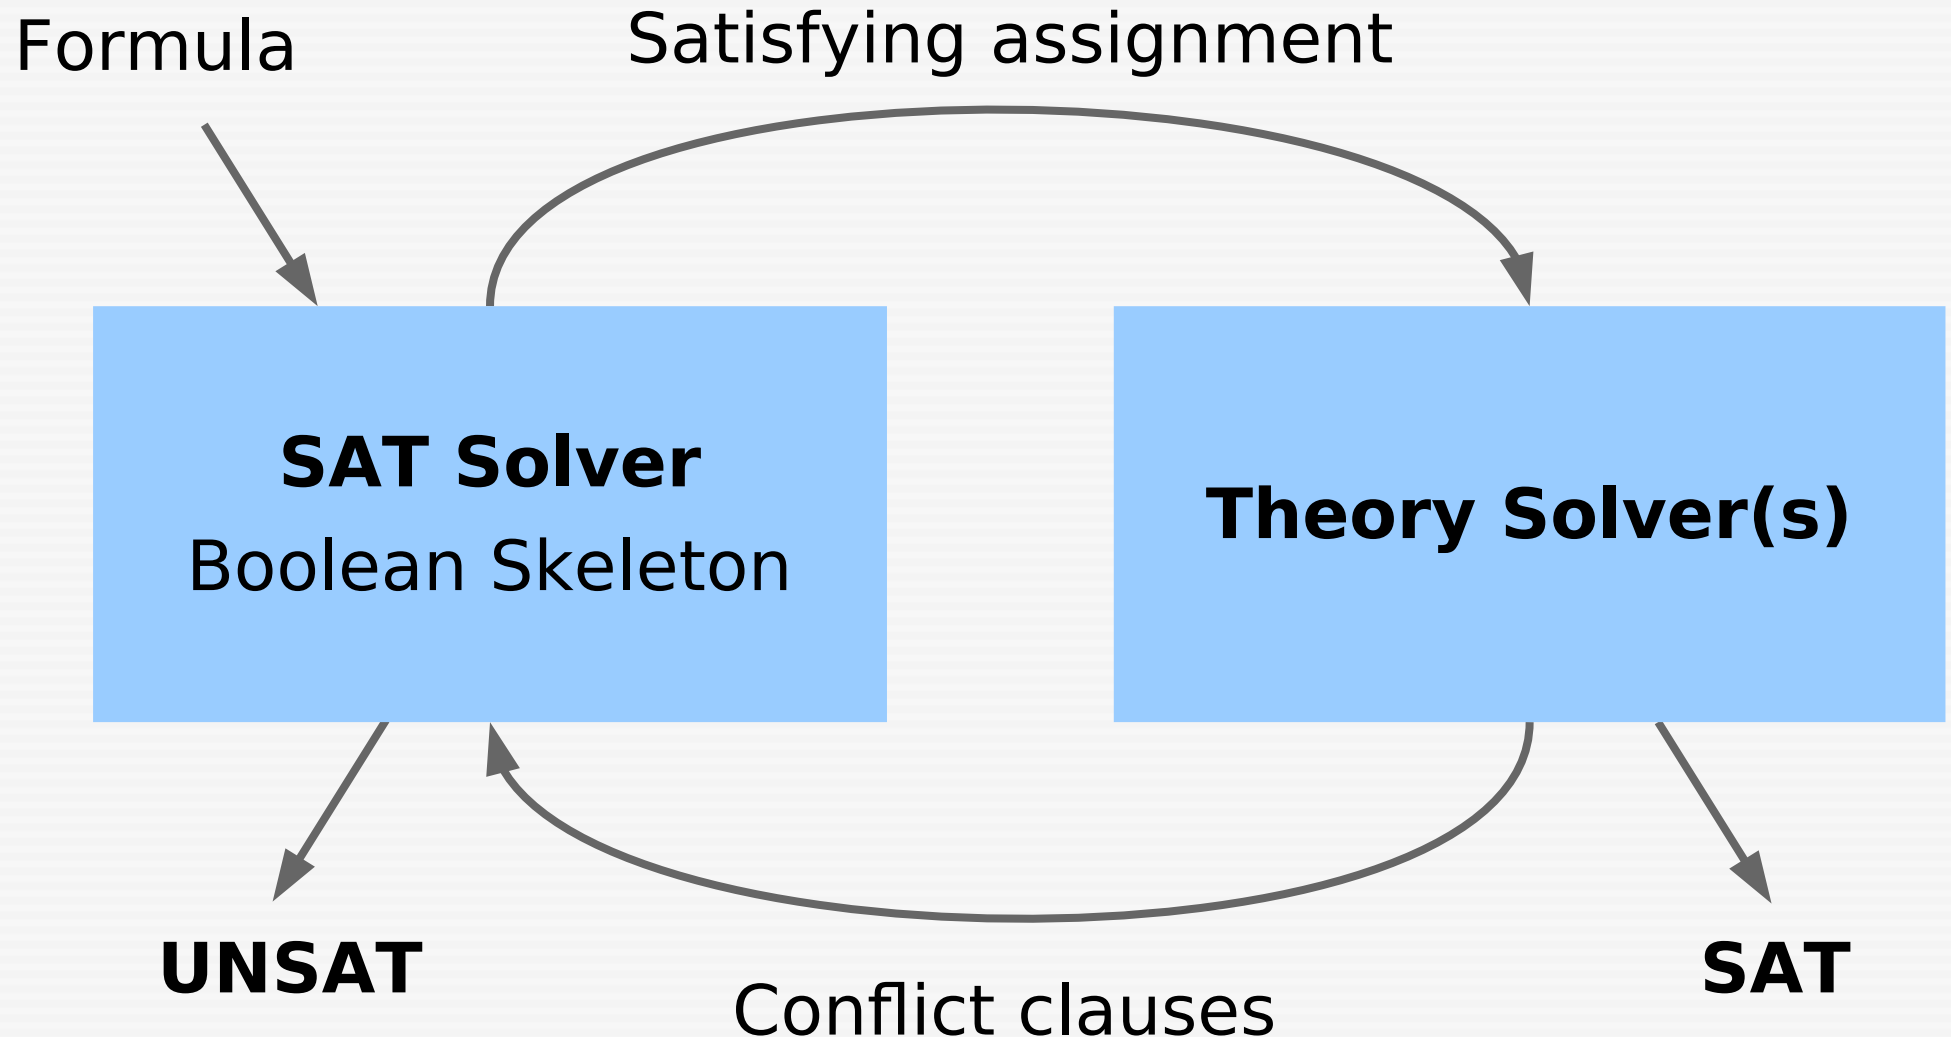 Formula
Satisfying assignment
SAT Solver
Boolean Skeleton
Theory Solver(s)
UNSAT
SAT
Conflict clauses